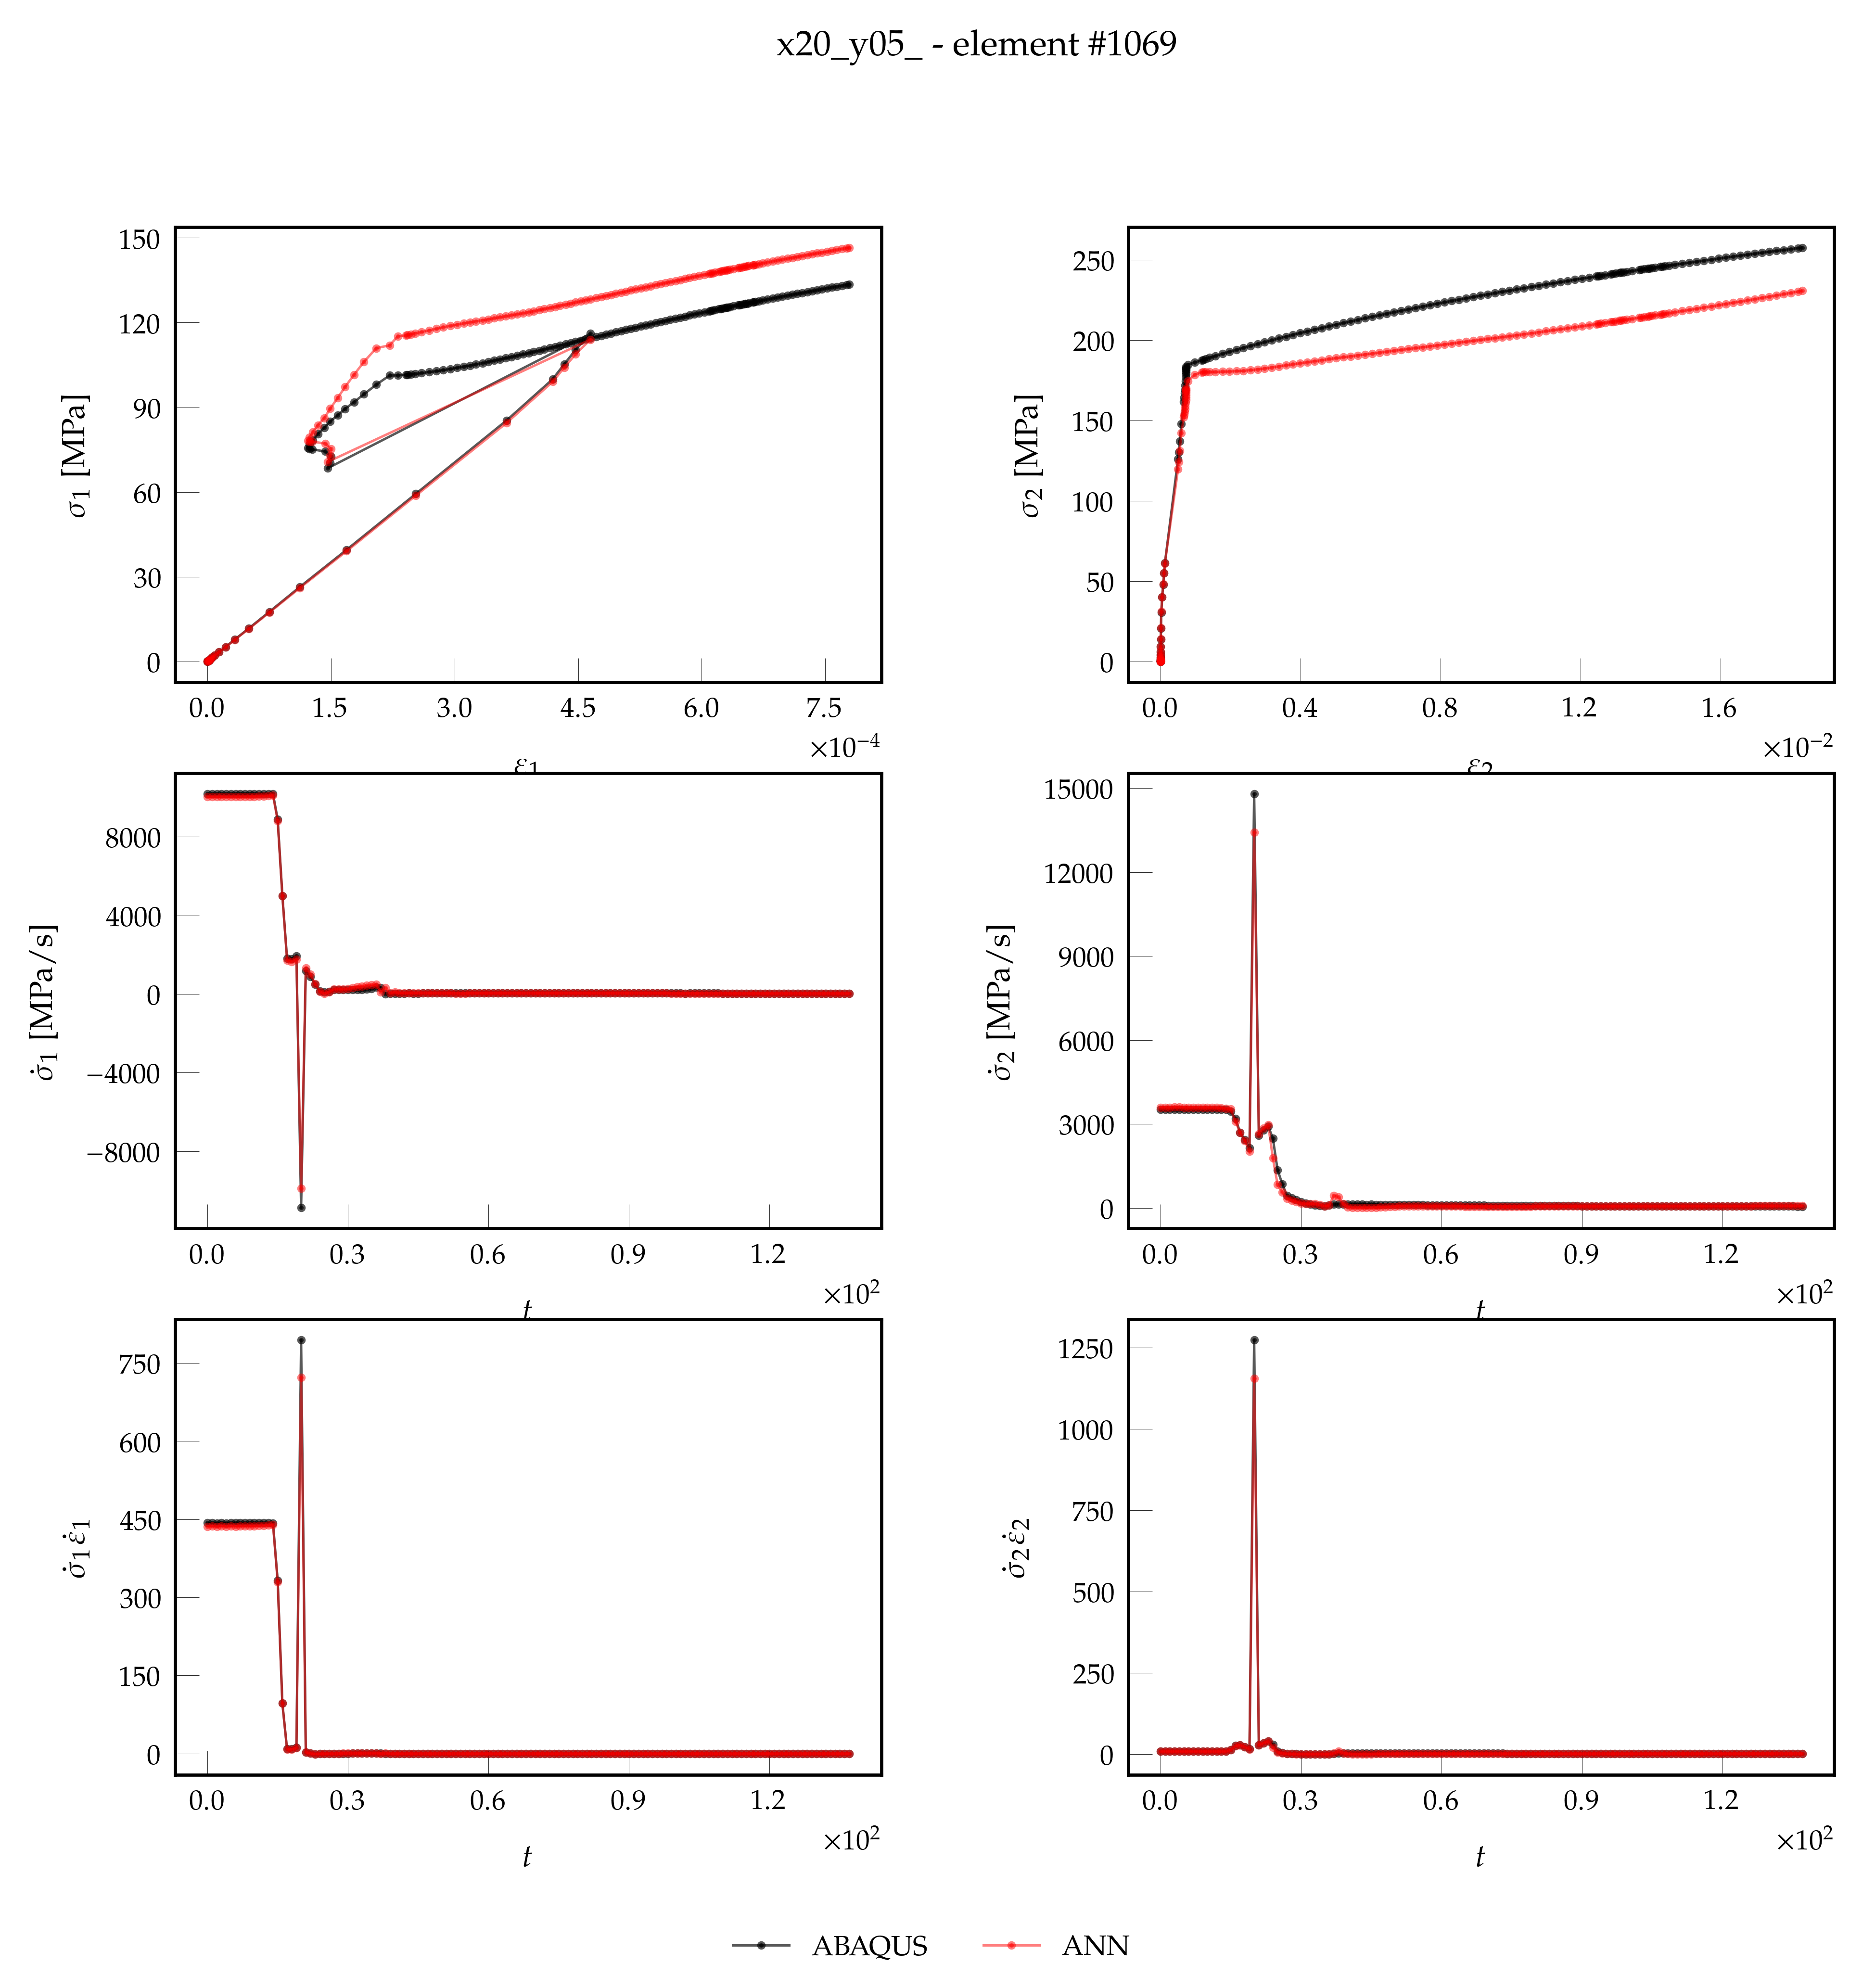 x20_y05_ - element #1069
σ₁ [MPa]
150
120
90
60
30
0
0.0 1.5 3.0 4.5 6.0 7.5
×10⁻⁴
ε₁
σ₂ [MPa]
250
200
150
100
50
0
0.0 0.4 0.8 1.2 1.6
×10⁻²
ε₂
σ̇₁ [MPa/s]
8000
4000
0
−4000
−8000
0.0 0.3 0.6 0.9 1.2
×10²
t
σ̇₂ [MPa/s]
15000
12000
9000
6000
3000
0
0.0 0.3 0.6 0.9 1.2
×10²
t
σ̇₁ε̇₁
750
600
450
300
150
0
0.0 0.3 0.6 0.9 1.2
×10²
t
σ̇₂ε̇₂
1250
1000
750
500
250
0
0.0 0.3 0.6 0.9 1.2
×10²
t
ABAQUS ANN